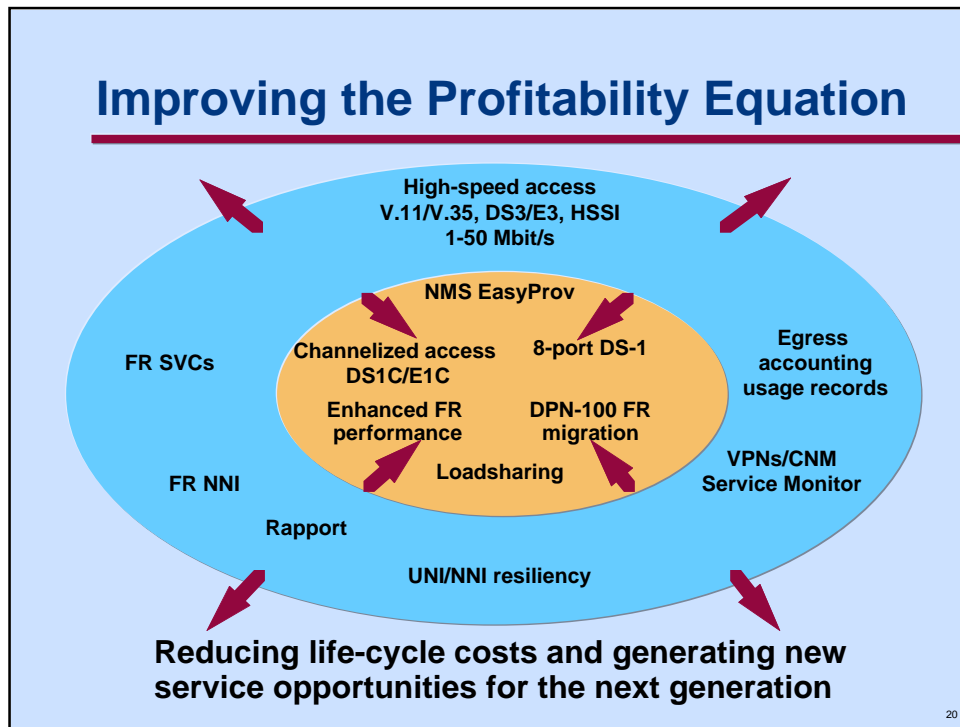 Improving the Profitability Equation
High-speed access
V.11/V.35, DS3/E3, HSSI
1-50 Mbit/s
NMS EasyProv
Channelized access
DS1C/E1C
8-port DS-1
Enhanced FR
performance
DPN-100 FR
migration
Loadsharing
FR SVCs
Egress
accounting
usage records
FR NNI
VPNs/CNM
Service Monitor
Rapport
UNI/NNI resiliency
Reducing life-cycle costs and generating new
service opportunities for the next generation
20